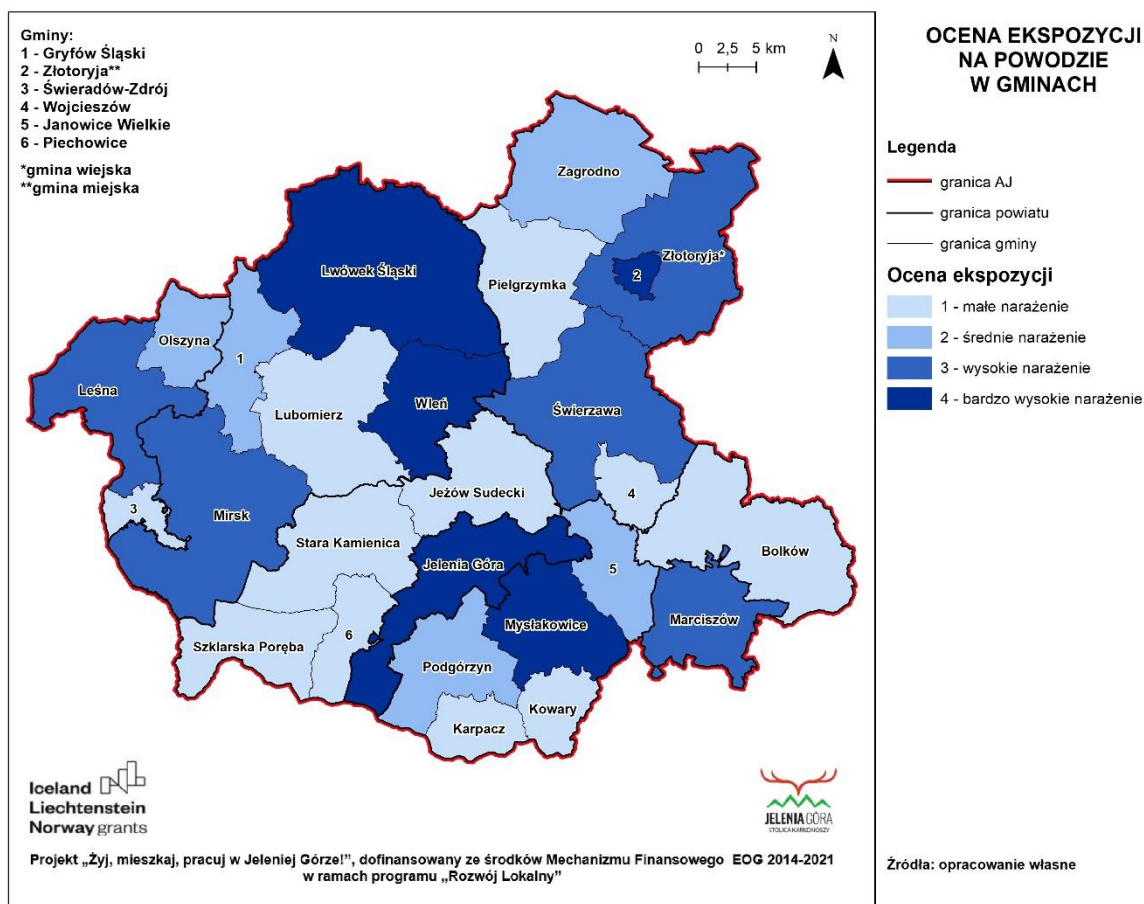 Gminy:
1 - Gryfów Śląski
2 - Złotoryja**
3 - Świeradów-Zdrój
4 - Wojcieszów
5 - Janowice Wielkie
6 - Piechowice
*gmina wiejska
**gmina miejska
0 2,5 5 km
N
OCENA EKSPOZYCJI
NA POWODZIE
W GMINACH
Legenda
granica AJ
granica powiatu
granica gminy
Ocena ekspozycji
1 - małe narażenie
2 - średnie narażenie
3 - wysokie narażenie
4 - bardzo wysokie narażenie
Zagrodno
Złotoryja*
2
Lwówek Śląski
Pielgrzymka
Olszyna
1
Leśna
Lubomierz
Wleń
Świerzawa
Jeżów Sudecki
4
3
Mirsk
Stara Kamienica
Bolków
Jelenia Góra
5
Mysłakowice
Marciszów
6
Szklarska Poręba
Podgórzyn
Kowary
Karpacz
Iceland
Liechtenstein
Norway grants
JELENIA GÓRA
STOLICA KARKONOSZY
Projekt „Żyj, mieszkaj, pracuj w Jeleniej Górze!”, dofinansowany ze środków Mechanizmu Finansowego EOG 2014-2021
w ramach programu „Rozwój Lokalny”
Źródła: opracowanie własne